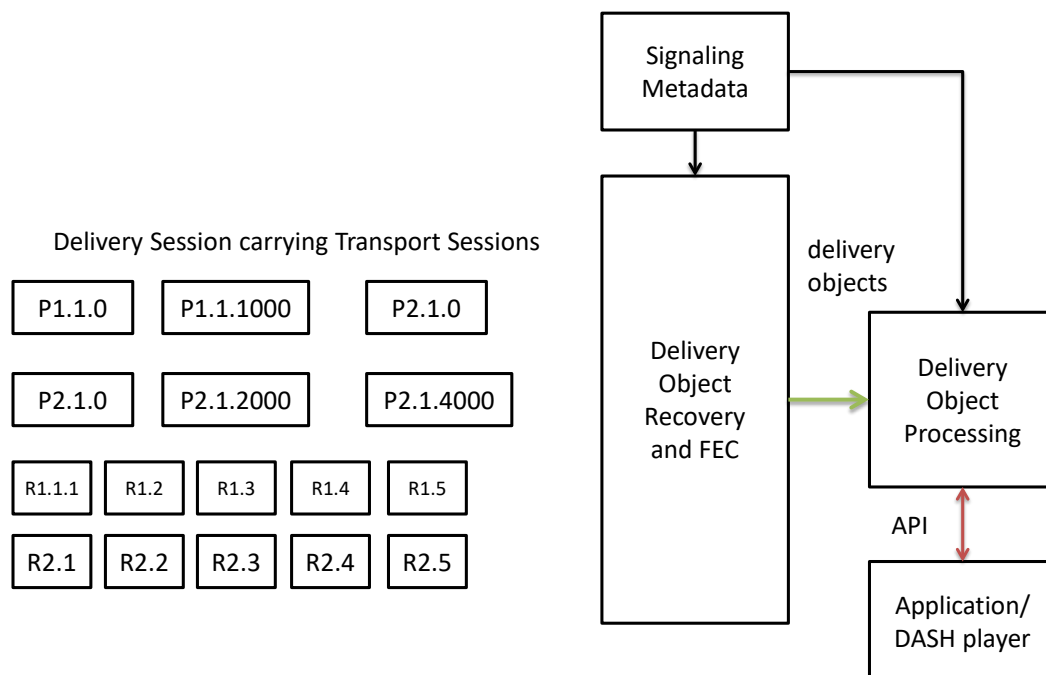 Signaling
Metadata
Delivery Session carrying Transport Sessions
P1.1.0
P1.1.1000
P2.1.0
P2.1.0
P2.1.2000
P2.1.4000
R1.1.1
R1.2
R1.3
R1.4
R1.5
R2.1
R2.2
R2.3
R2.4
R2.5
Delivery
Object
Recovery
and FEC
delivery
objects
Delivery
Object
Processing
API
Application/
DASH player